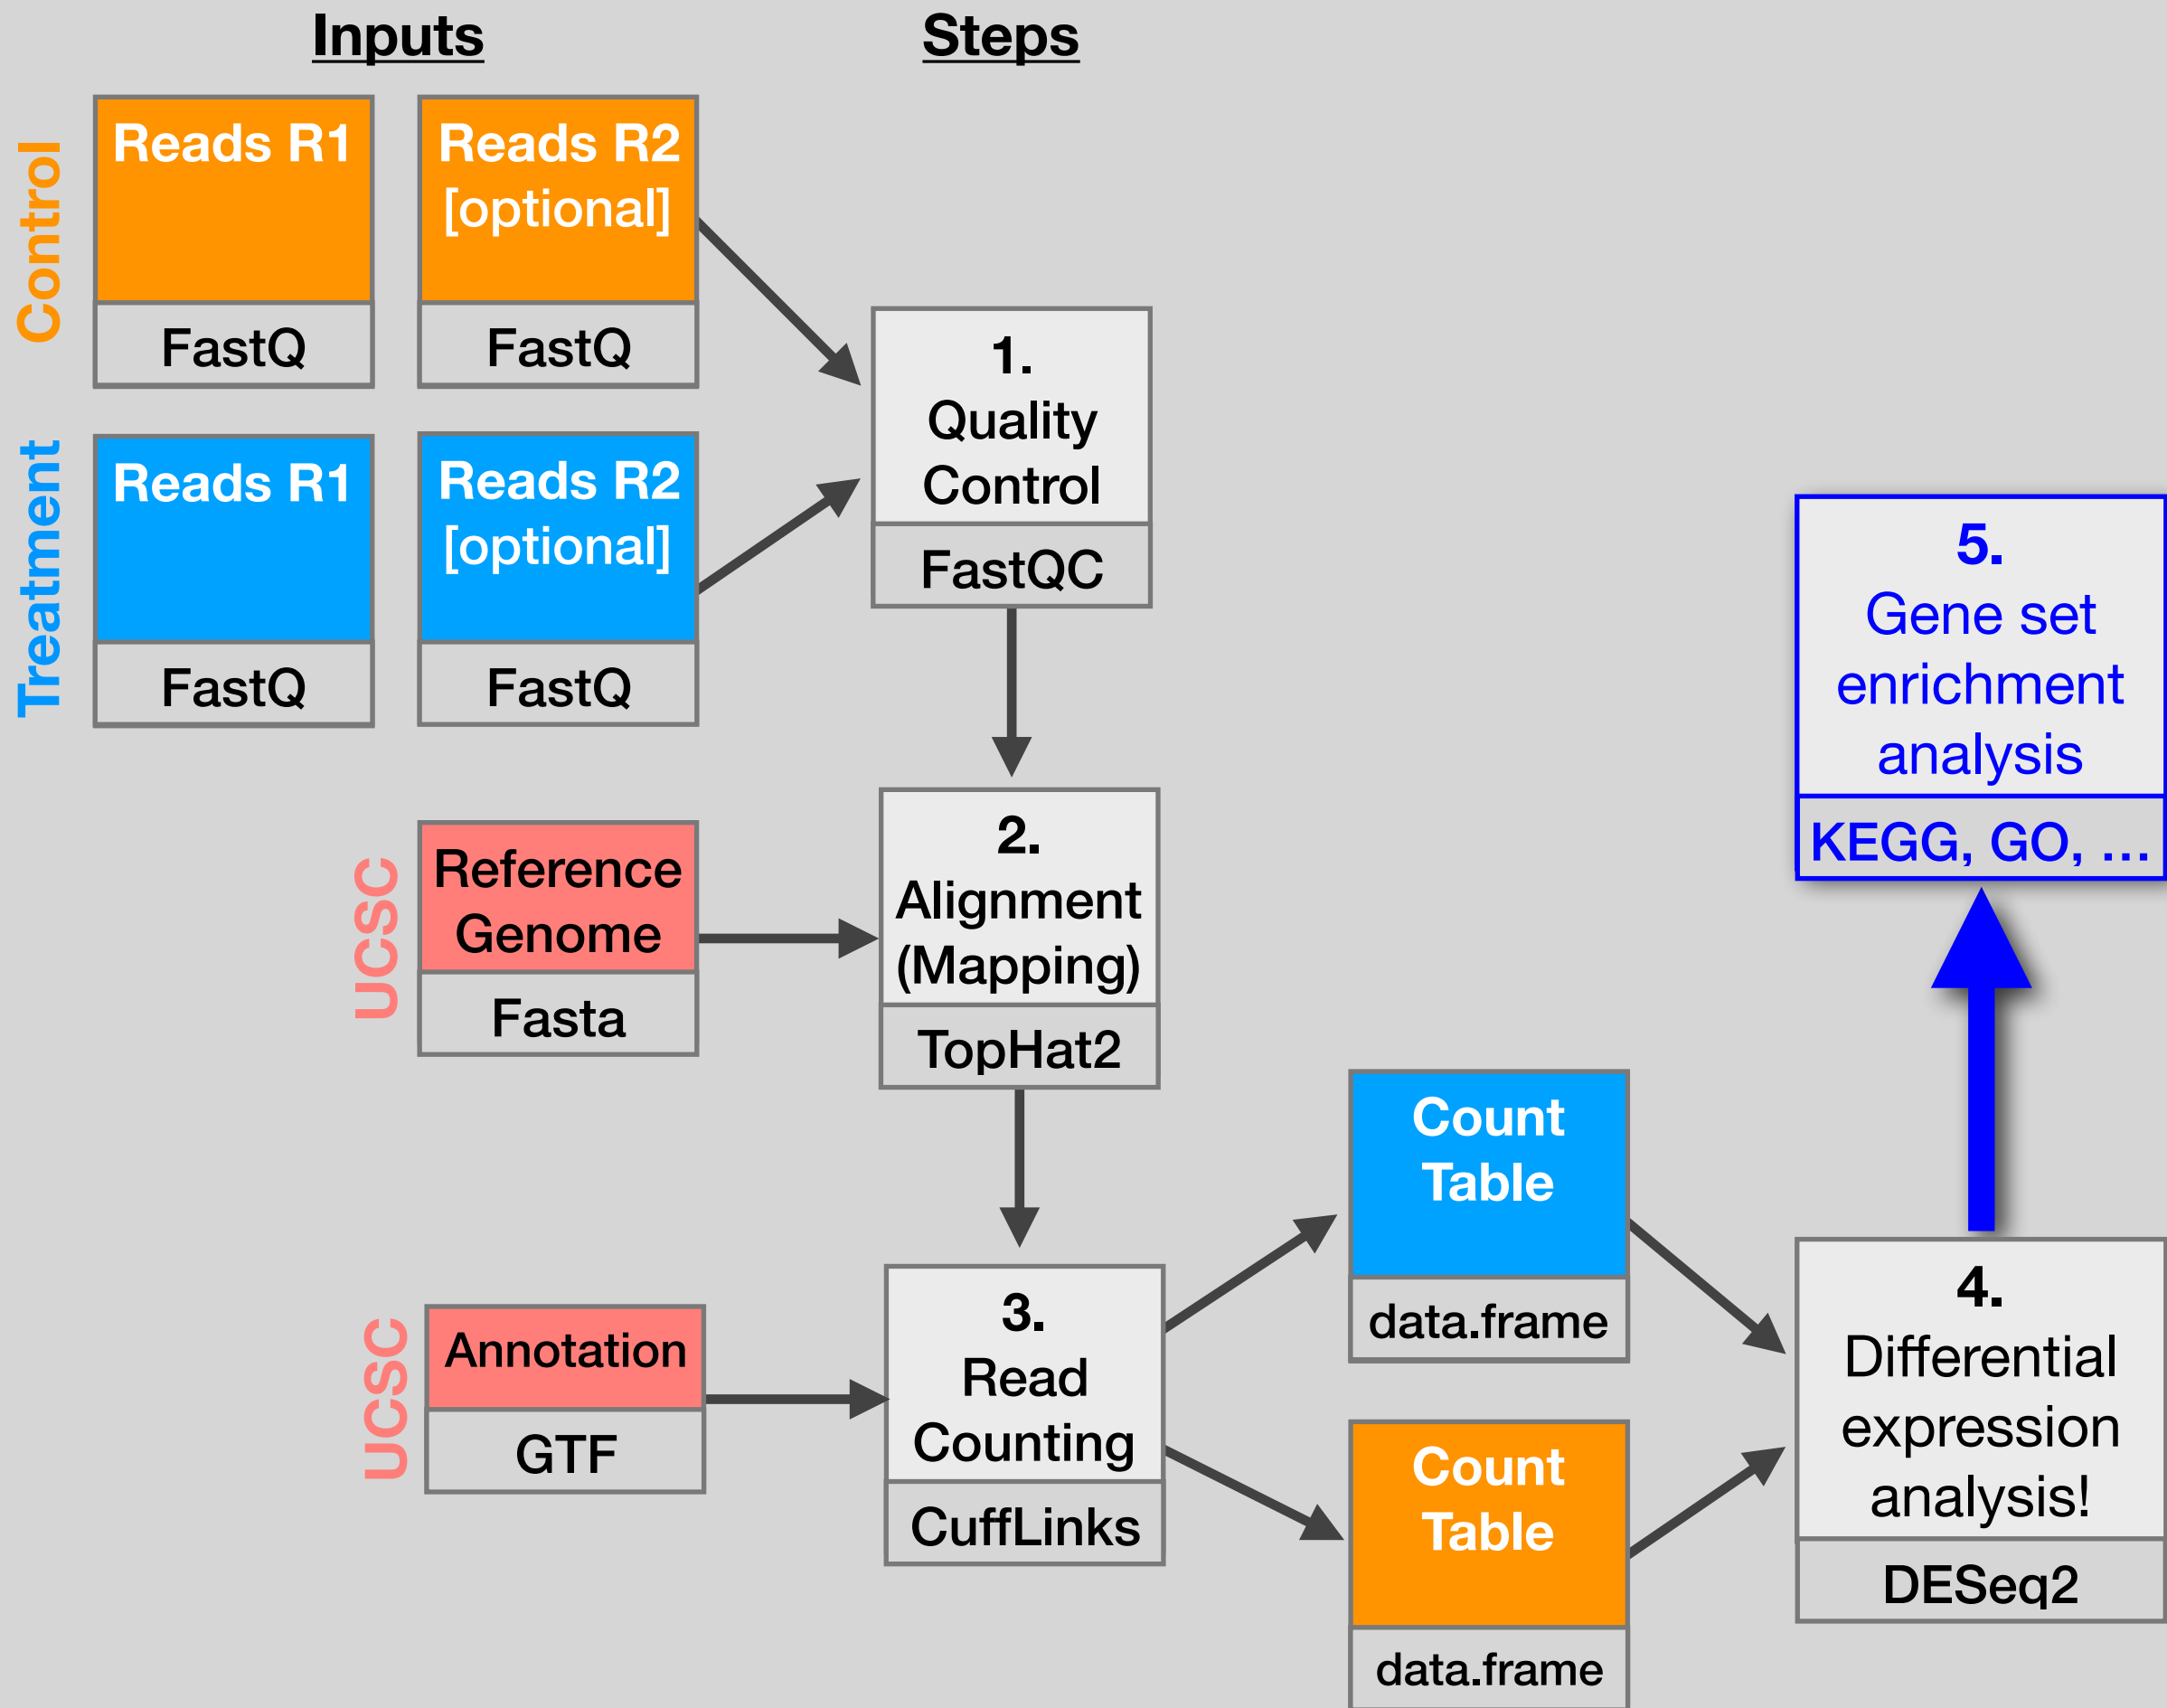 Inputs
Steps
Control
Reads R1
FastQ
Reads R2
[optional]
FastQ
Treatment
Reads R1
FastQ
Reads R2
[optional]
FastQ
1.
Quality
Control
FastQC
UCSC
Reference
Genome
Fasta
2.
Alignment
(Mapping)
TopHat2
UCSC
Annotation
GTF
3.
Read
Counting
CuffLinks
Count
Table
data.frame
Count
Table
data.frame
4.
Differential
expression
analysis!
DESeq2
5.
Gene set
enrichment
analysis
KEGG, GO, ...